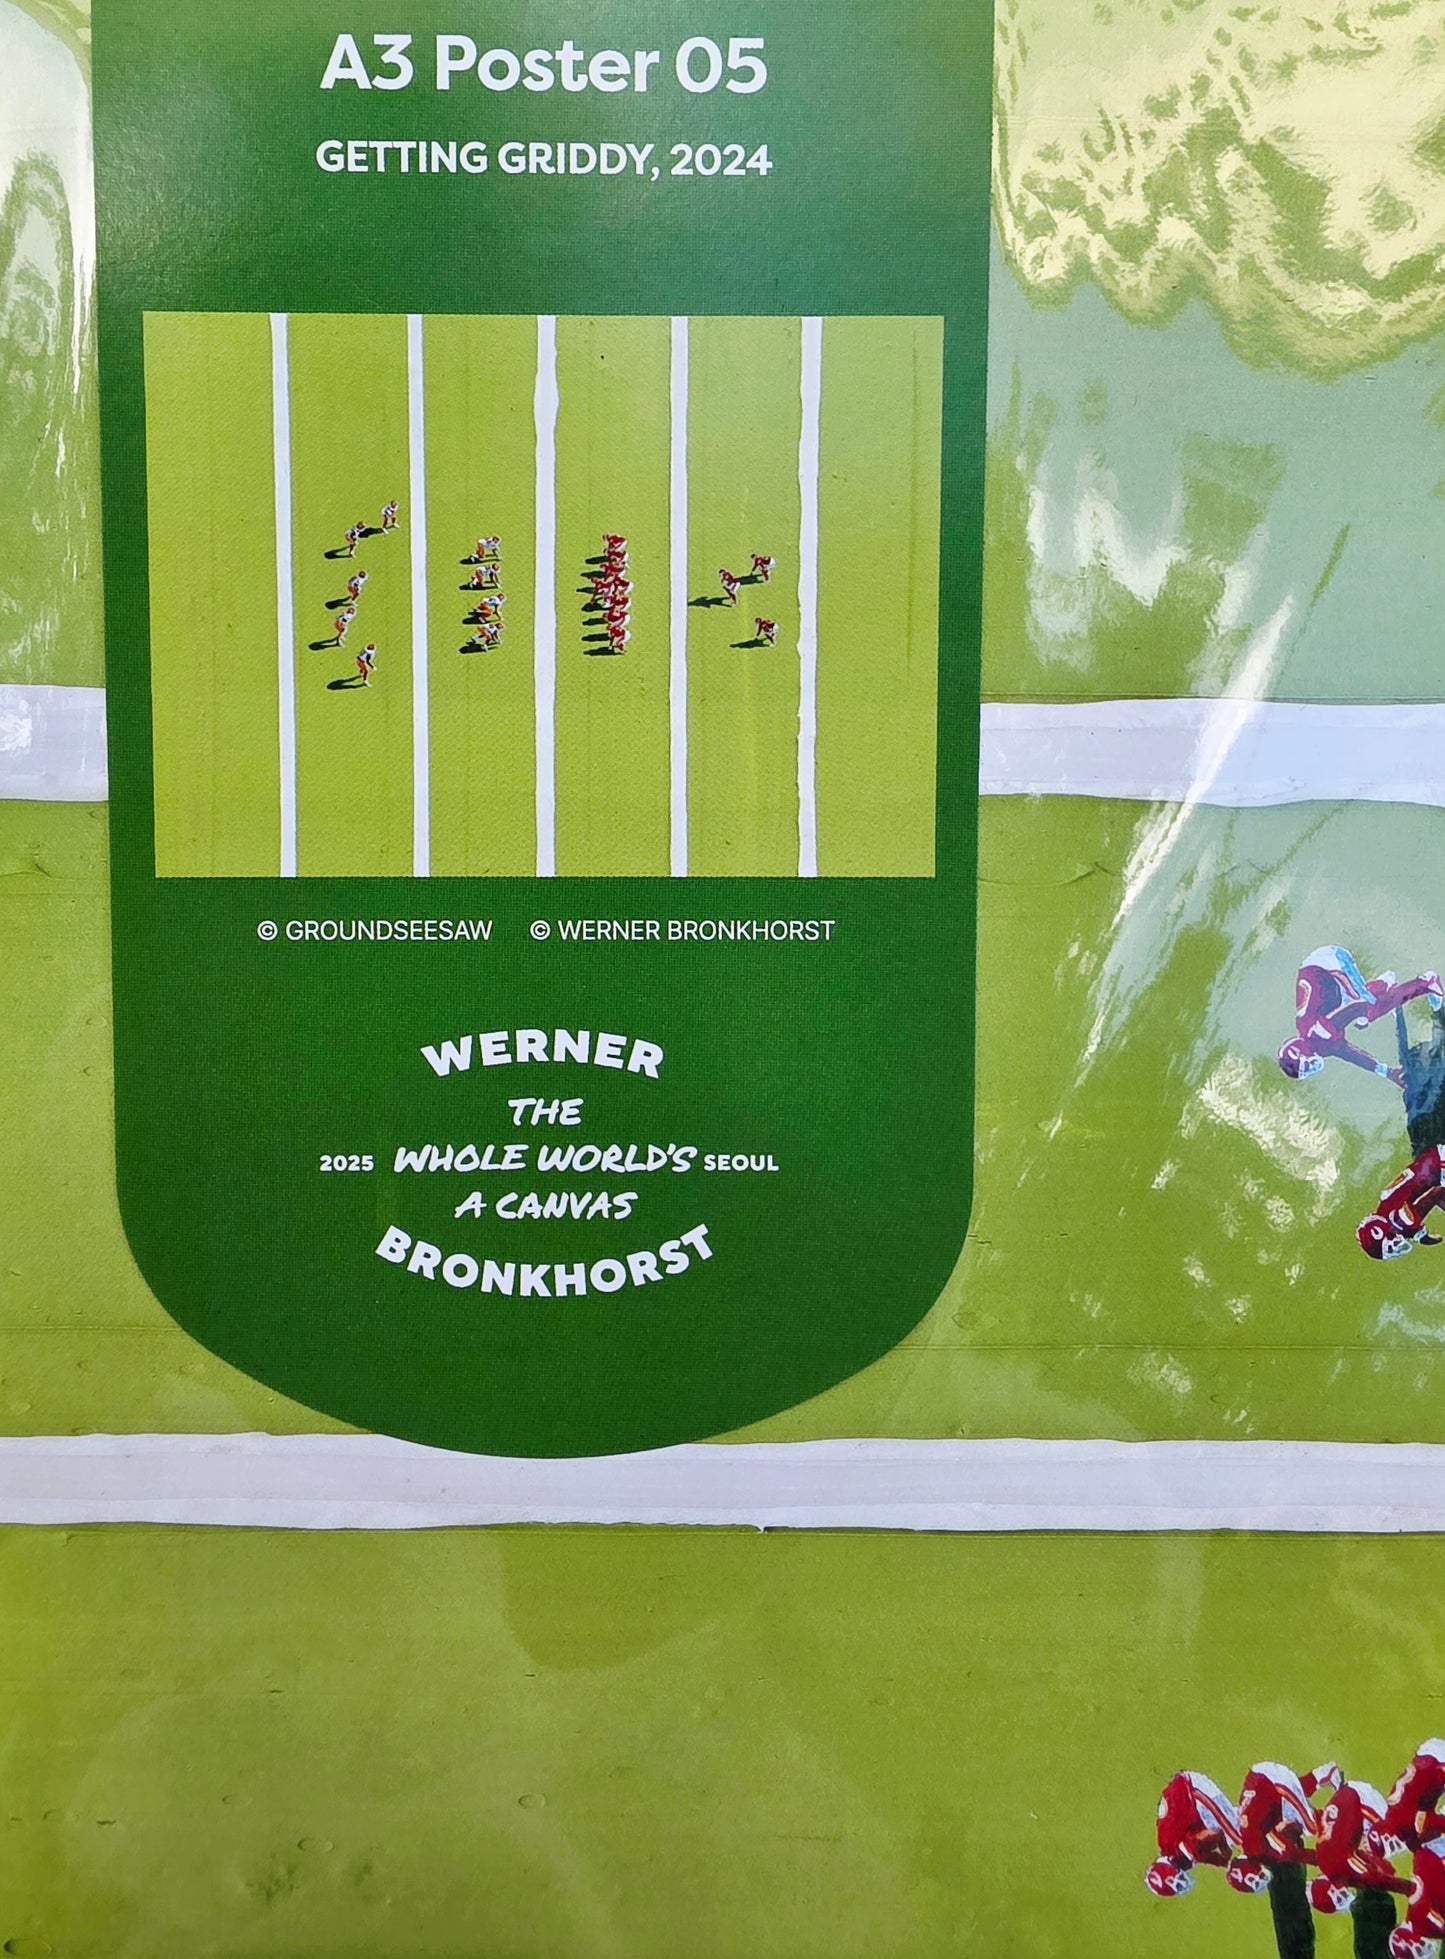 A3 Poster 05
GETTING GRIDDY, 2024
© GROUNDSEESAW © WERNER BRONKHORST
WERNER
THE
2025 WHOLE WORLD'S SEOUL
A CANVAS
BRONKHORST